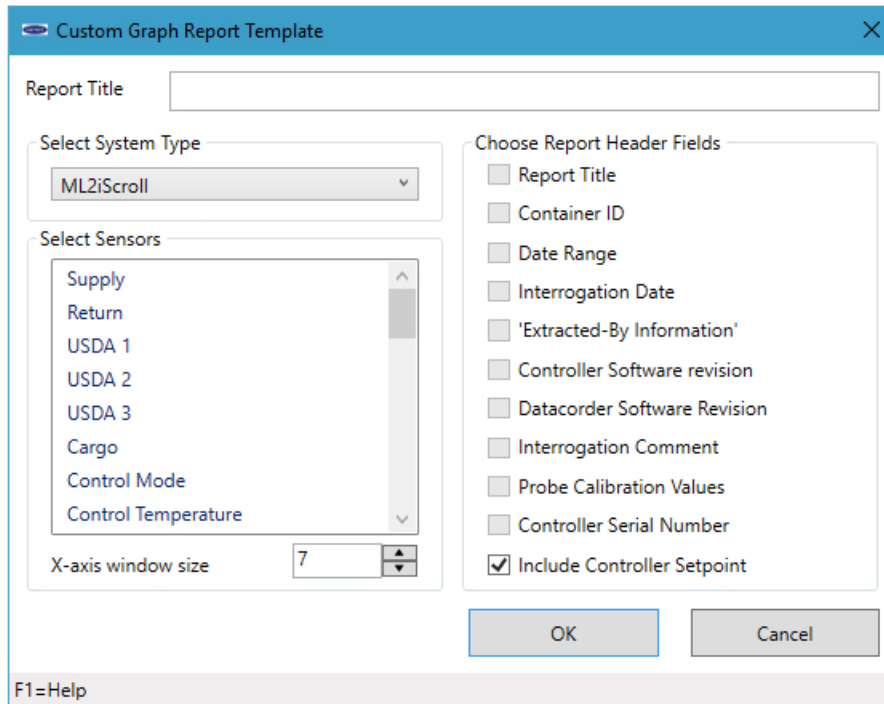 Custom Graph Report Template
Report Title
Select System Type
ML2iScroll
Select Sensors
Supply
Return
USDA 1
USDA 2
USDA 3
Cargo
Control Mode
Control Temperature
X-axis window size 7
Choose Report Header Fields
Report Title
Container ID
Date Range
Interrogation Date
'Extracted-By Information'
Controller Software revision
Datacorder Software Revision
Interrogation Comment
Probe Calibration Values
Controller Serial Number
Include Controller Setpoint
OK Cancel
F1=Help